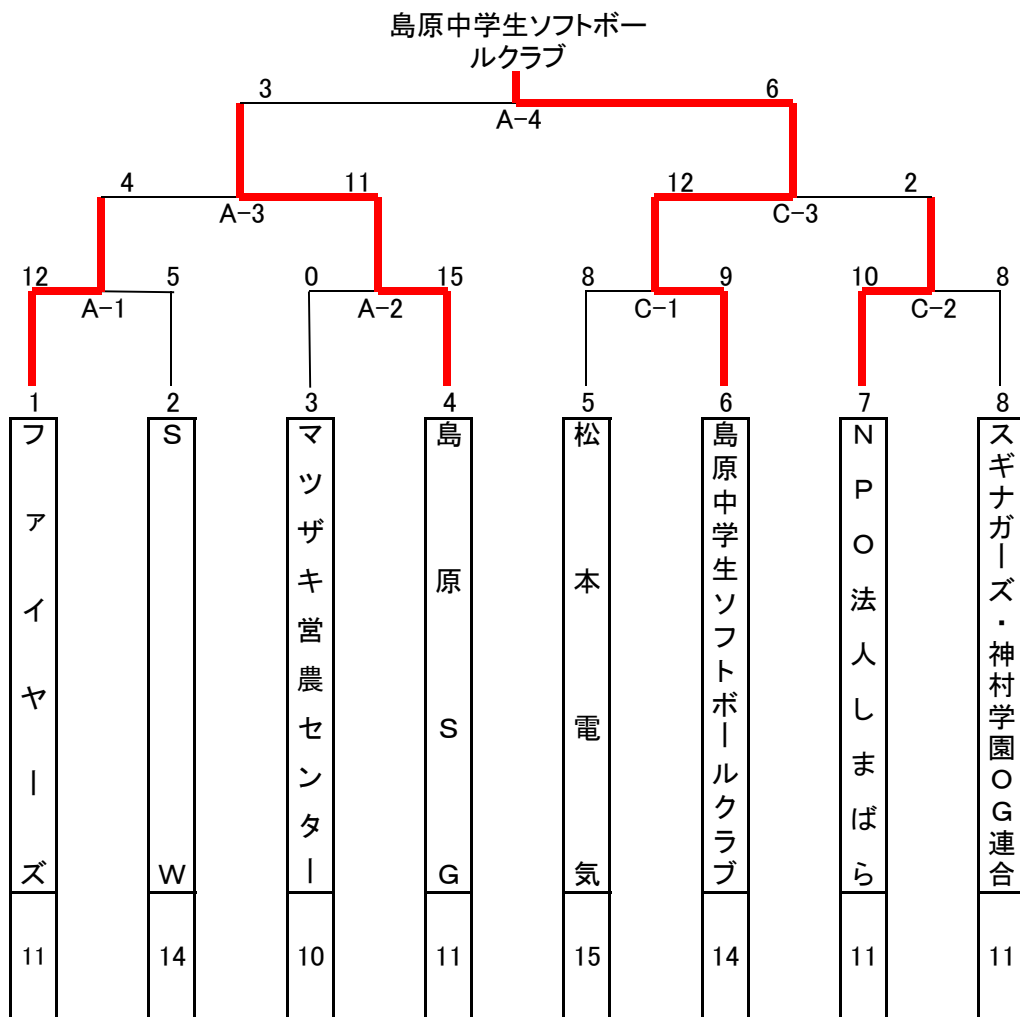 島原中学生ソフトボー
ルクラブ
3
6
A-4
4
11
12
2
A-3
C-3
12
5
0
15
8
9
10
8
A-1
A-2
C-1
C-2
1
2
3
4
5
6
7
8
ファイヤーズ
SW
マツザキ営農センター
島原SG
松本電気
島原中学生ソフトボールクラブ
NPO法人しまばら
スギナガーズ・神村学園OG連合
11
14
10
11
15
14
11
11